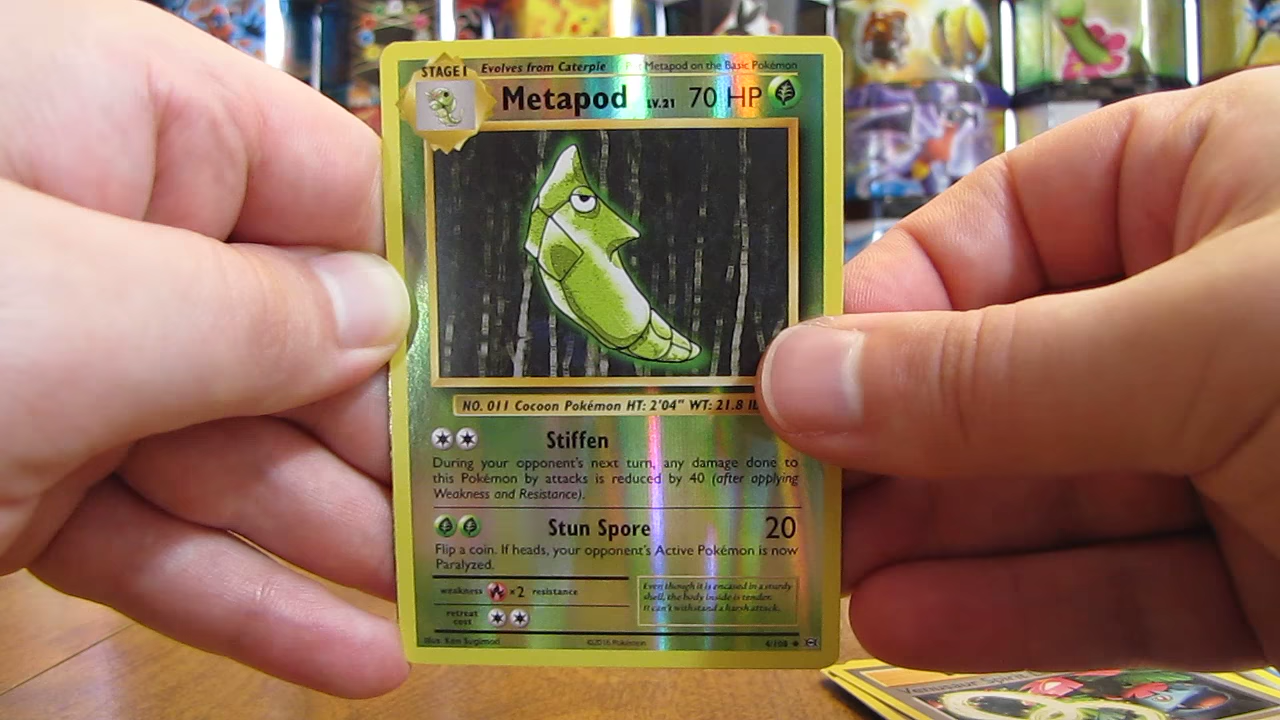 STAGE 1 Evolves from Caterpie Put Metapod on the Basic Pokémon
Metapod LV.21 70 HP
NO. 011 Cocoon Pokémon HT: 2'04" WT: 21.8
Stiffen
During your opponent's next turn, any damage done to
this Pokémon by attacks is reduced by 40 (after applying
Weakness and Resistance).
Stun Spore 20
Flip a coin. If heads, your opponent's Active Pokémon is now
Paralyzed.
weakness ×2 resistance
retreat
cost
Even though it is encased in a sturdy
shell, the body inside is tender.
It can't withstand a harsh attack.
Illus. Ken Sugimori ©2016 Pokémon 4/108
Venusaur Spirit